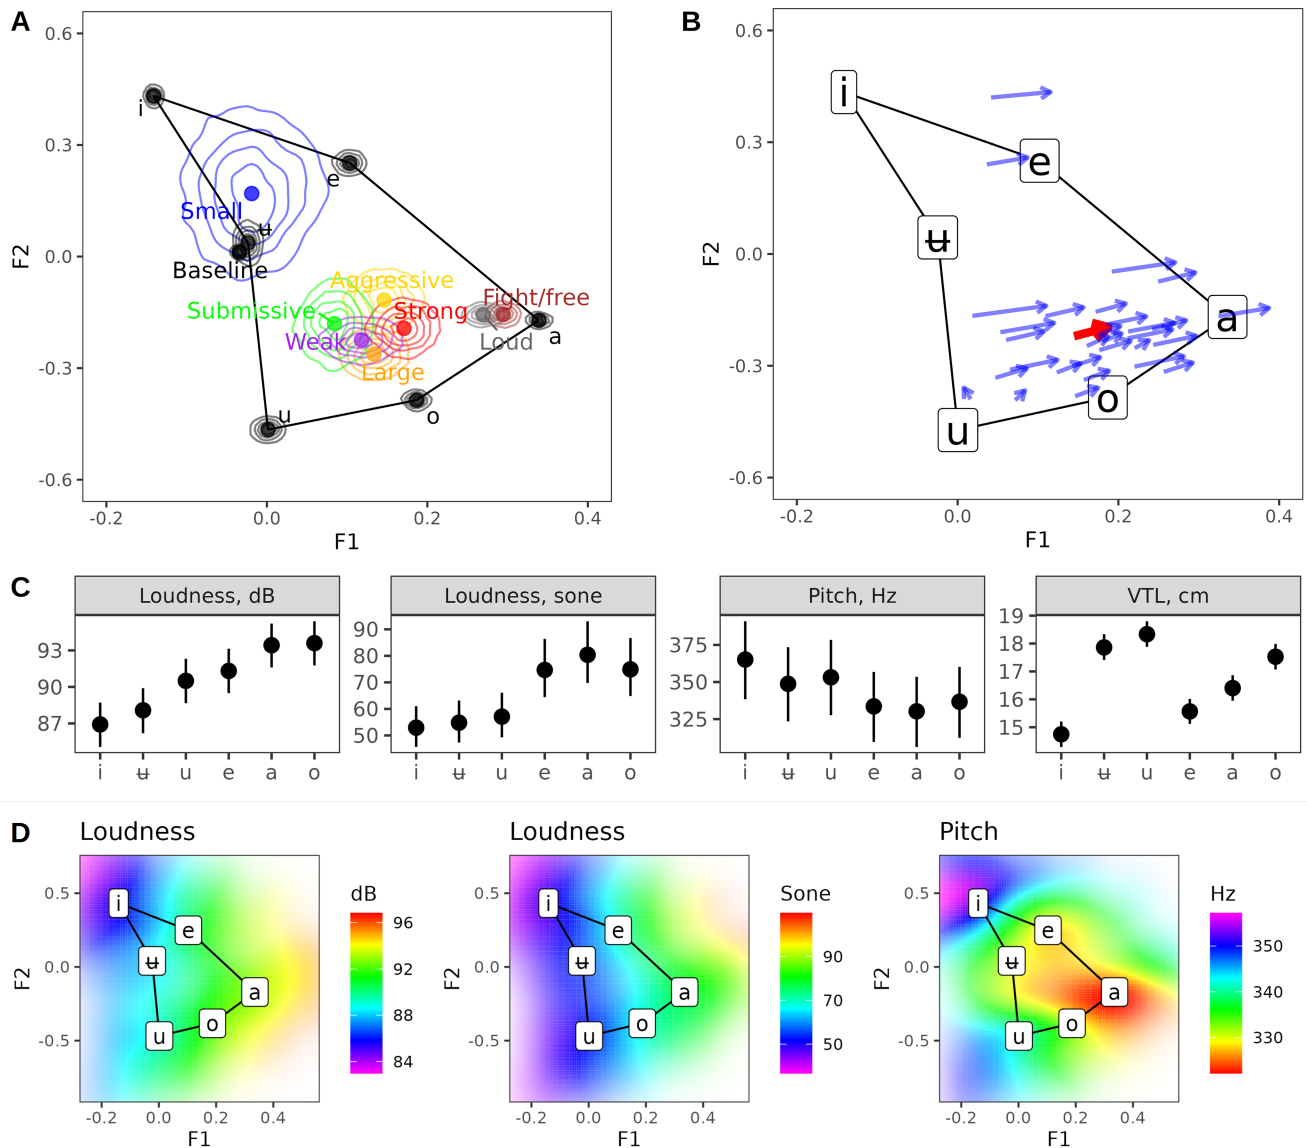 A
B
0.6
0.3
0.0
-0.3
-0.6
F2
i
e
Small
ʉ
Baseline
Aggressive
Submissive
Strong
Fight/free
Weak
Loud
a
Large
u
o
-0.2
0.0
0.2
0.4
F1
0.6
0.3
0.0
-0.3
-0.6
F2
i
e
ʉ
a
o
u
-0.2
0.0
0.2
0.4
F1
C
Loudness, dB
93
90
87
i ʉ u e a o
Loudness, sone
90
80
70
60
50
i ʉ u e a o
Pitch, Hz
375
350
325
i ʉ u e a o
VTL, cm
19
18
17
16
15
i ʉ u e a o
D
Loudness
0.5
0.0
-0.5
F2
i
e
ʉ
a
o
u
-0.2 0.0 0.2 0.4
F1
dB
96
92
88
84
Loudness
0.5
0.0
-0.5
F2
i
e
ʉ
a
o
u
-0.2 0.0 0.2 0.4
F1
Sone
90
70
50
Pitch
0.5
0.0
-0.5
F2
i
e
ʉ
a
o
u
-0.2 0.0 0.2 0.4
F1
Hz
350
340
330